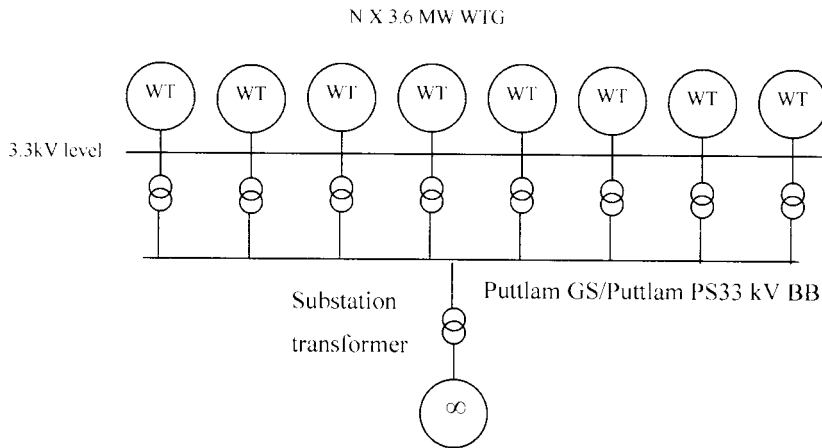 N X 3.6 MW WTG
WT WT WT WT WT WT WT WT
3.3kV level
Puttlam GS/Puttlam PS33 kV BB
Substation
transformer
∞